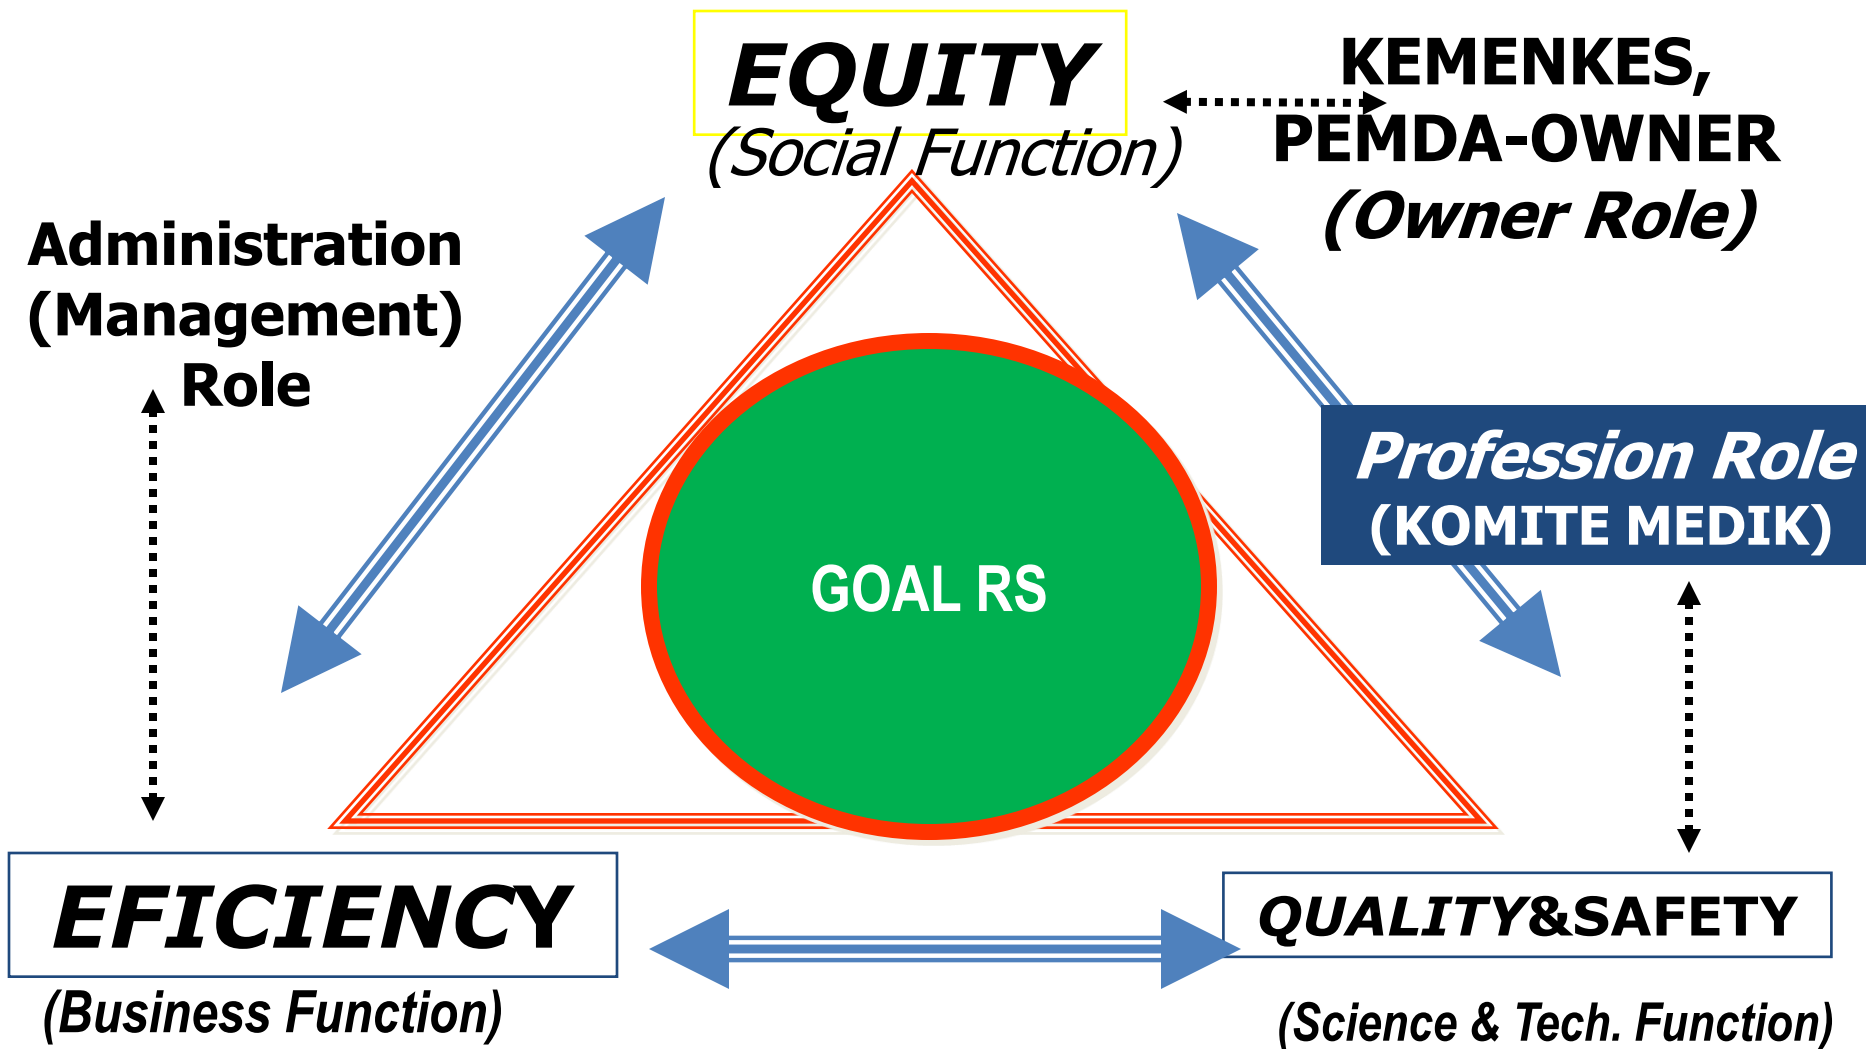 EQUITY
(Social Function)
KEMENKES,
PEMDA-OWNER
(Owner Role)
Administration
(Management)
Role
Profession Role
(KOMITE MEDIK)
GOAL RS
EFICIENCY
(Business Function)
QUALITY&SAFETY
(Science & Tech. Function)